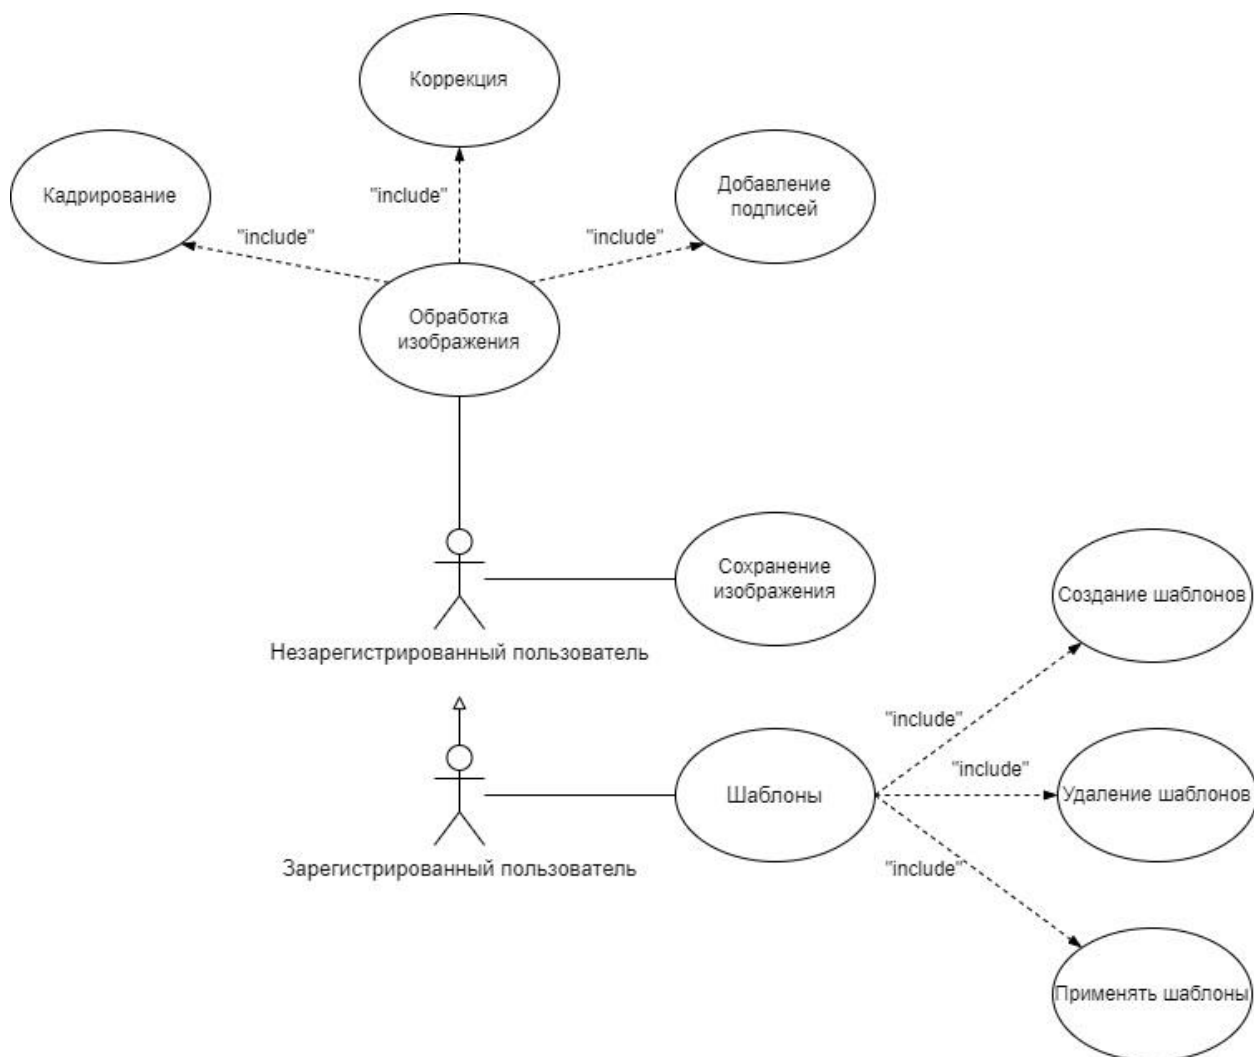 Коррекция
Кадрирование
"include"
Добавление
подписей
"include"
"include"
Обработка
изображения
Сохранение
изображения
Создание шаблонов
Незарегистрированный пользователь
"include"
"include"
Шаблоны
Удаление шаблонов
Зарегистрированный пользователь
"include"
Применять шаблоны